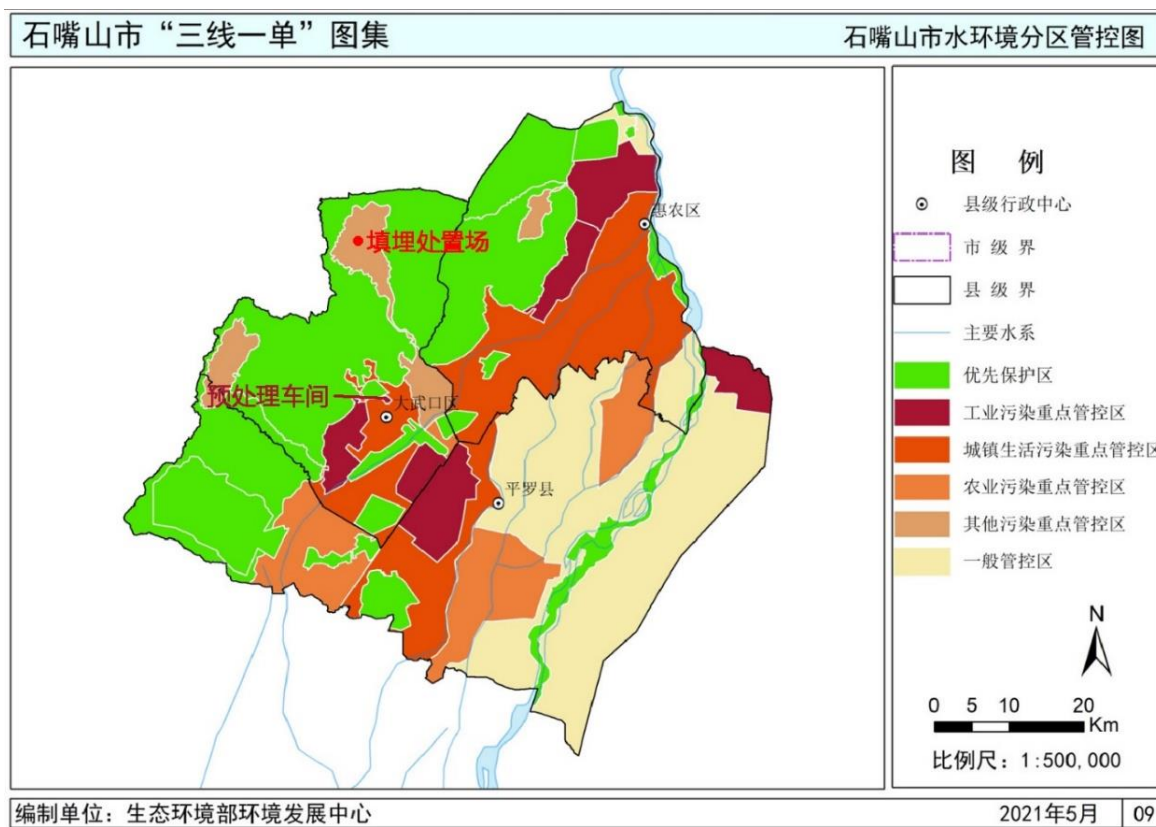 石嘴山市“三线一单”图集
石嘴山市水环境分区管控图
惠农区
填埋处置场
预处理车间
大武口区
平罗县
图 例
县级行政中心
市 级 界
县 级 界
主要水系
优先保护区
工业污染重点管控区
城镇生活污染重点管控区
农业污染重点管控区
其他污染重点管控区
一般管控区
N
0 5 10 20
Km
比例尺：1:500,000
编制单位：生态环境部环境发展中心
2021年5月
09